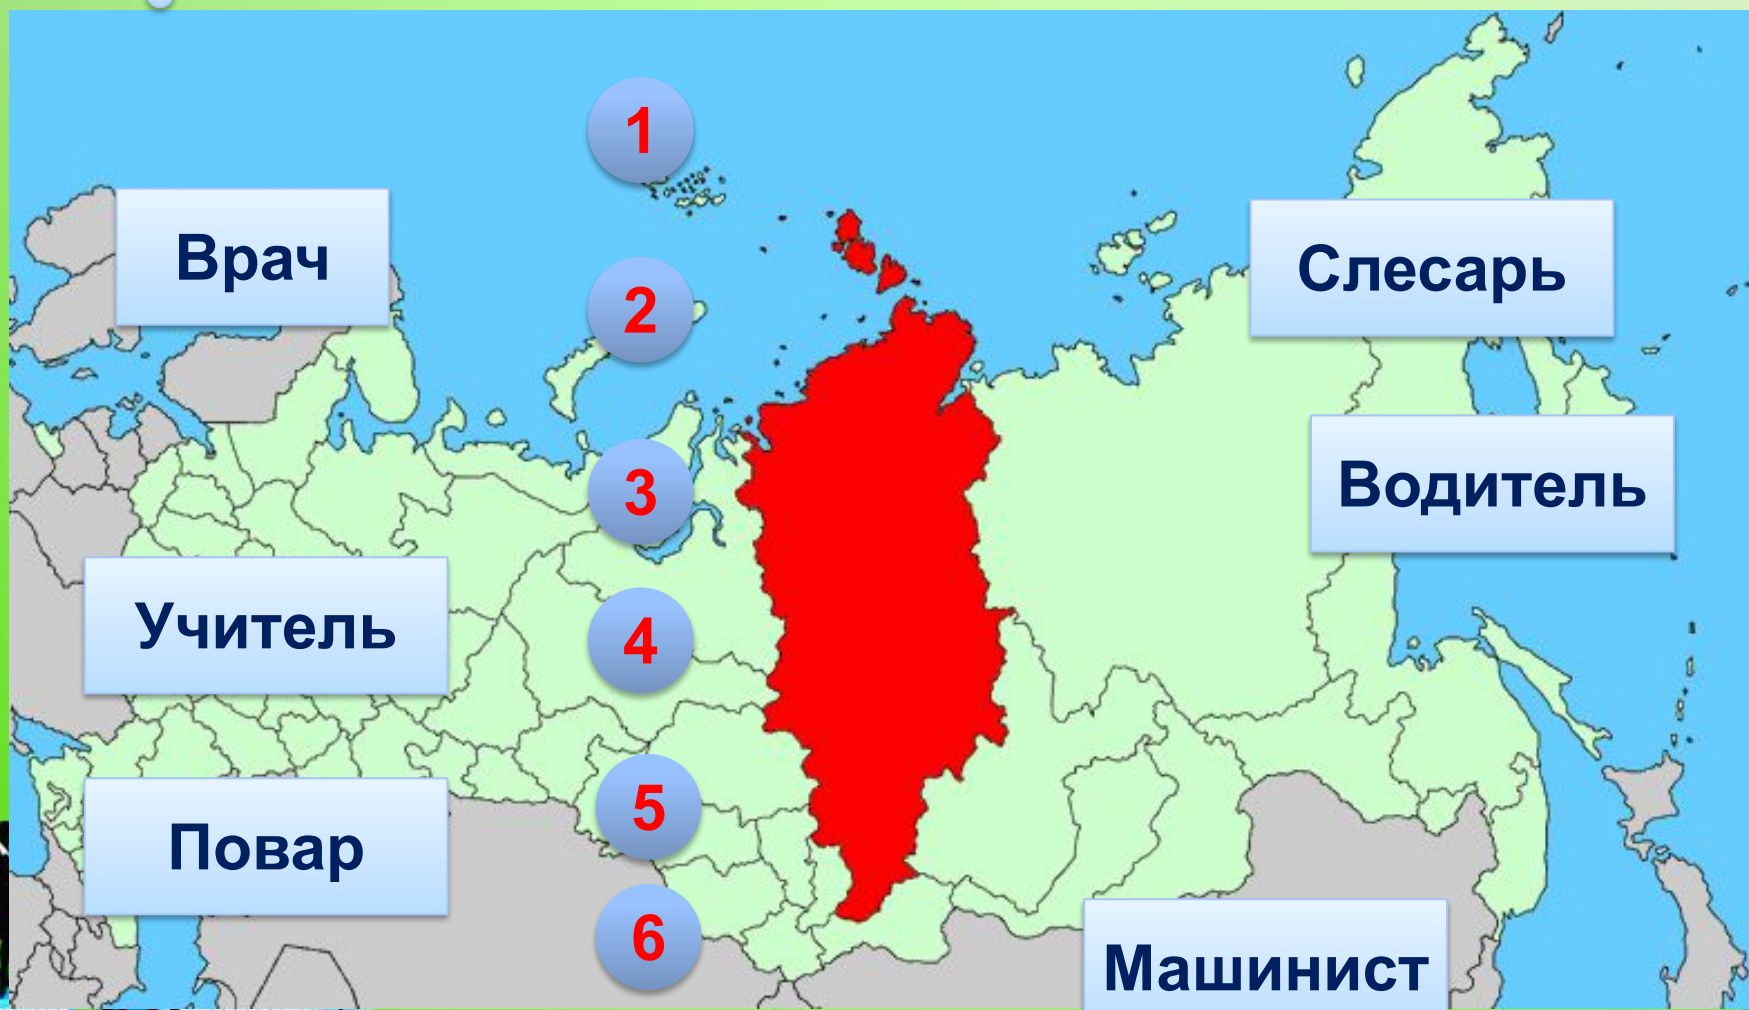 1
Врач
Слесарь
2
Водитель
3
Учитель
4
5
Повар
6
Машинист